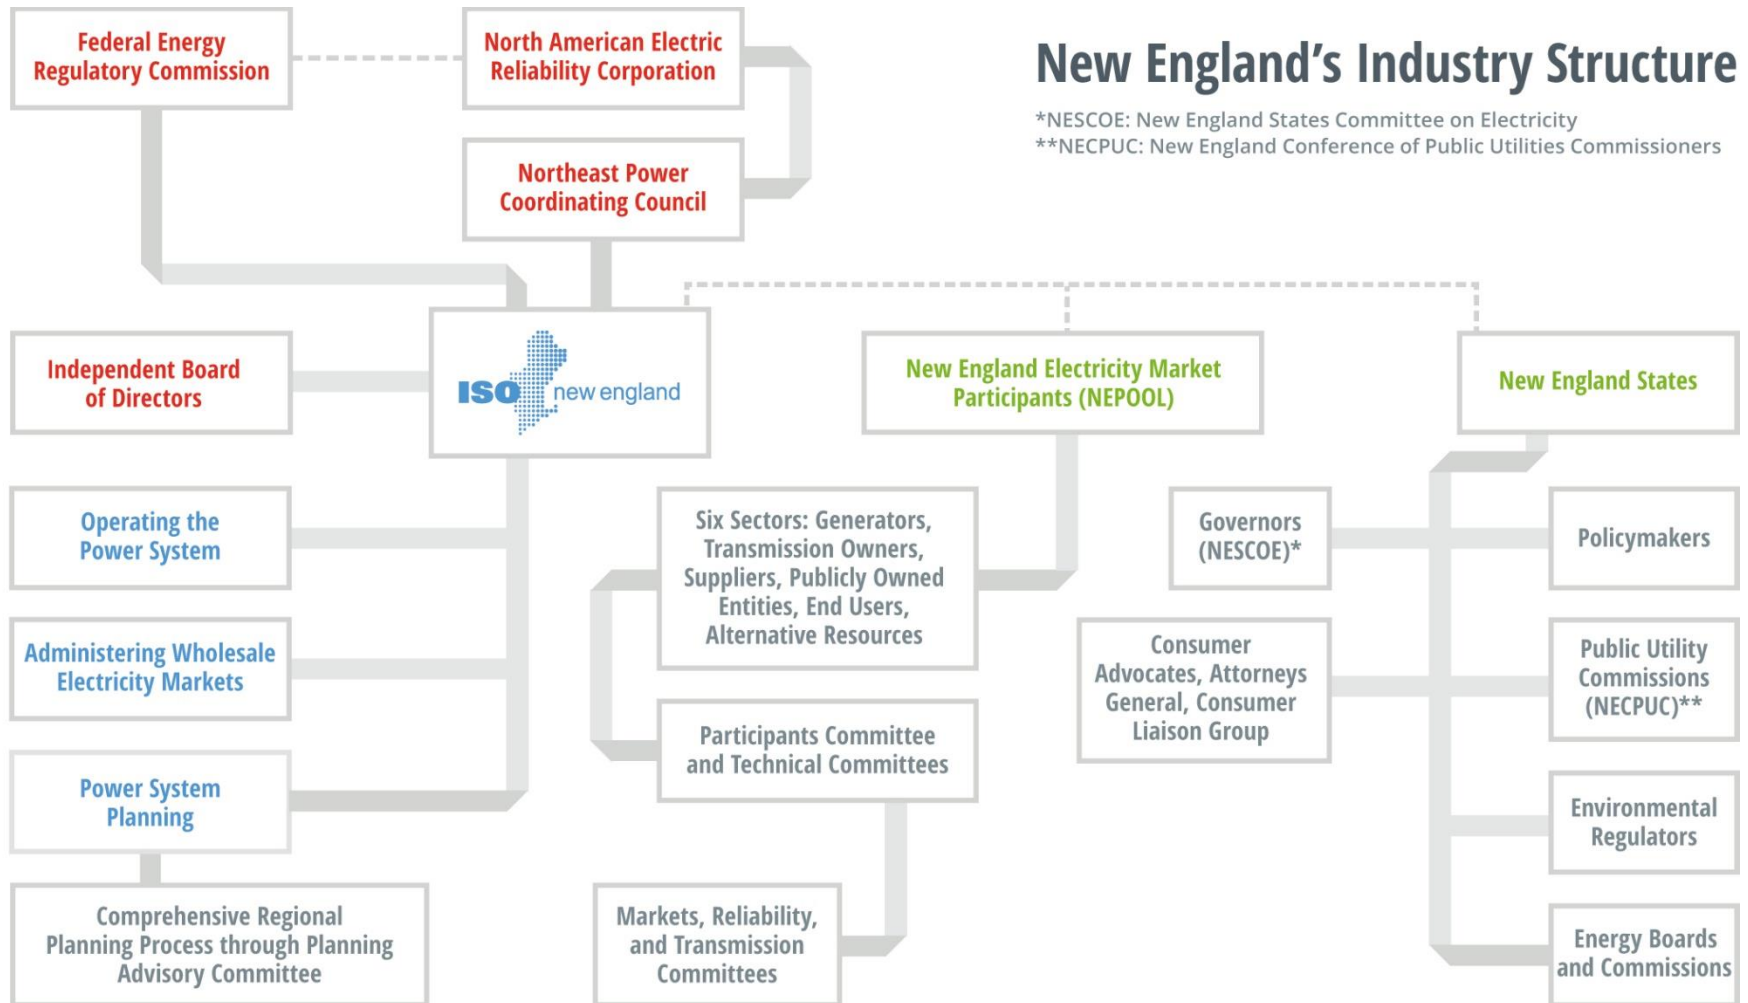 Federal Energy
Regulatory Commission
North American Electric
Reliability Corporation
New England’s Industry Structure
*NESCOE: New England States Committee on Electricity
**NECPUC: New England Conference of Public Utilities Commissioners
Northeast Power
Coordinating Council
Independent Board
of Directors
ISO new england
New England Electricity Market
Participants (NEPOOL)
New England States
Operating the
Power System
Six Sectors: Generators,
Transmission Owners,
Suppliers, Publicly Owned
Entities, End Users,
Alternative Resources
Governors
(NESCOE)*
Policymakers
Administering Wholesale
Electricity Markets
Consumer
Advocates, Attorneys
General, Consumer
Liaison Group
Public Utility
Commissions
(NECPUC)**
Participants Committee
and Technical Committees
Power System
Planning
Environmental
Regulators
Comprehensive Regional
Planning Process through Planning
Advisory Committee
Markets, Reliability,
and Transmission
Committees
Energy Boards
and Commissions